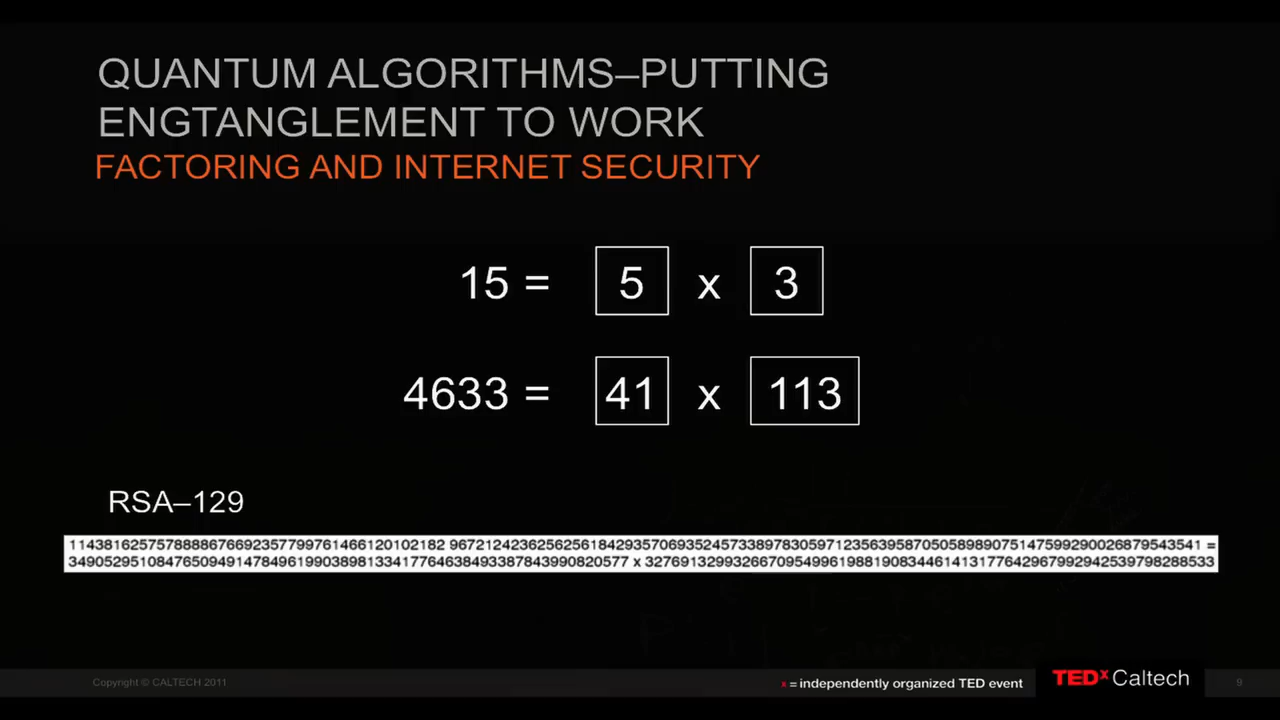 QUANTUM ALGORITHMS–PUTTING
ENGTANGLEMENT TO WORK
FACTORING AND INTERNET SECURITY
15 = 5 x 3
4633 = 41 x 113
RSA–129
114381625757888867669235779976146612010218296721242362562561842935706935245733897830597123563958705058989075147599290026879543541 =
3490529510847650949147849619903898133417764638493387843990820577 x 32769132993266709549961988190834461413177642967992942539798288533
Copyright © CALTECH 2011
x = independently organized TED event
TEDx Caltech
9